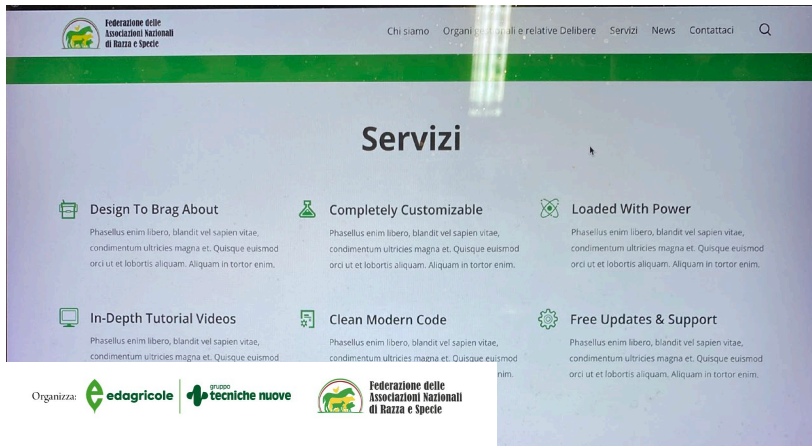 Federazione delle
Associazioni Nazionali
di Razza e Specie
Chi siamo Organi gestionali e relative Delibere Servizi News Contattaci
Servizi
Design To Brag About
Phasellus enim libero, blandit vel sapien vitae,
condimentum ultricies magna et. Quisque euismod
orci ut et lobortis aliquam. Aliquam in tortor enim.
Completely Customizable
Phasellus enim libero, blandit vel sapien vitae,
condimentum ultricies magna et. Quisque euismod
orci ut et lobortis aliquam. Aliquam in tortor enim.
Loaded With Power
Phasellus enim libero, blandit vel sapien vitae,
condimentum ultricies magna et. Quisque euismod
orci ut et lobortis aliquam. Aliquam in tortor enim.
In-Depth Tutorial Videos
Phasellus enim libero, blandit vel sapien vitae,
condimentum ultricies magna et. Quisque euismod
Clean Modern Code
Phasellus enim libero, blandit vel sapien vitae,
condimentum ultricies magna et. Quisque euismod
enim.
Free Updates & Support
Phasellus enim libero, blandit vel sapien vitae,
condimentum ultricies magna et. Quisque euismod
orci ut et lobortis aliquam. Aliquam in tortor enim.
Organizza:
edagricole
gruppo
tecniche nuove
Federazione delle
Associazioni Nazionali
di Razza e Specie